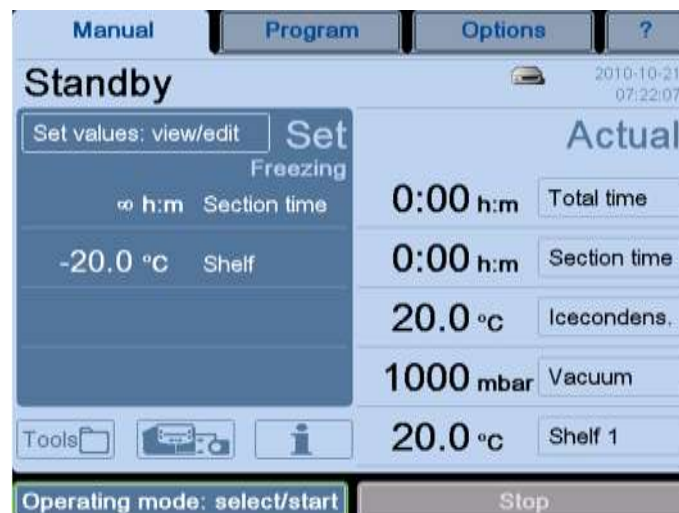 Manual Program Options ?
Standby 2010-10-21
07:22:07
Set values: view/edit Set Actual
Freezing
∞ h:m Section time 0:00 h:m Total time
-20.0 °C Shelf 0:00 h:m Section time
20.0 °C Icecondens.
1000 mbar Vacuum
Tools i 20.0 °C Shelf 1
Operating mode: select/start Stop